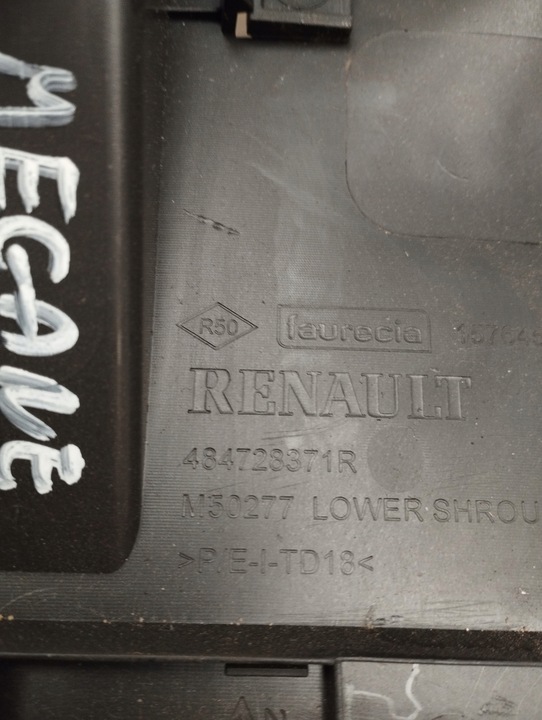 MEGANE
R50 faurecia
RENAULT
484728371R
M50277 LOWER SHROU
>P/E-I-TD18<